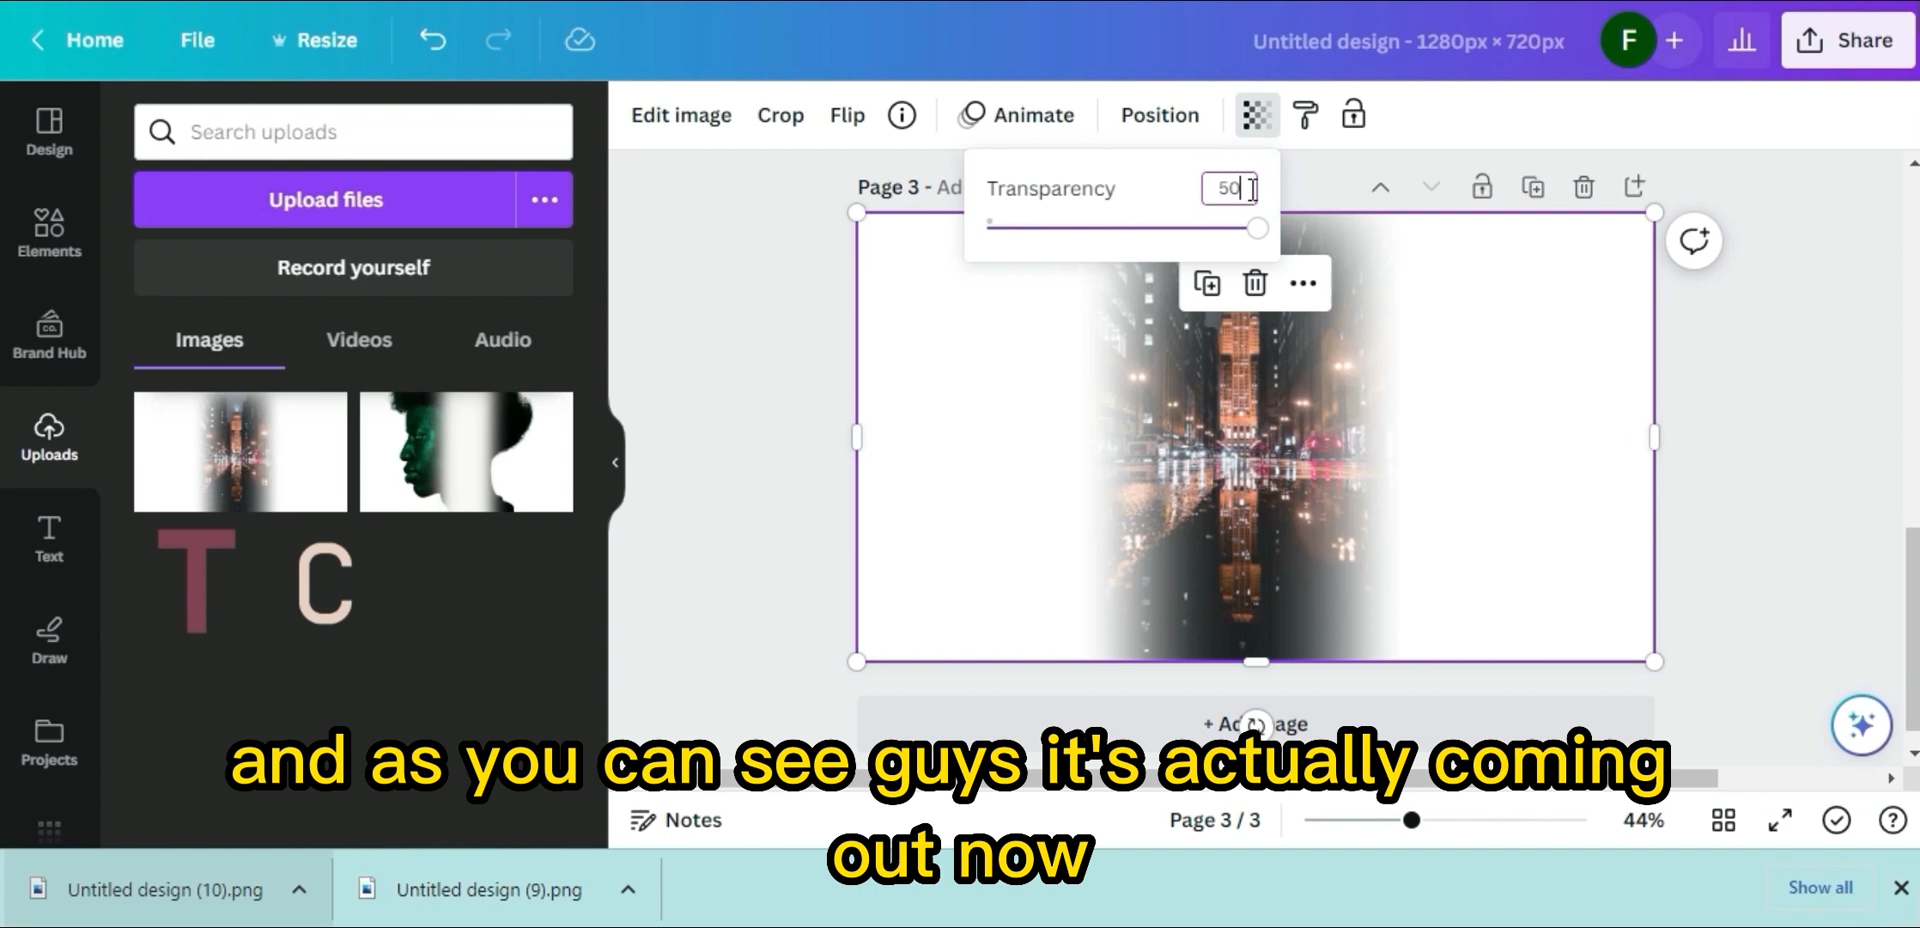 Home File Resize Untitled design - 1280px × 720px F + Share
Design
Elements
Brand Hub
CO.
Uploads
Text
Draw
Projects
Search uploads
Upload files
Record yourself
Images Videos Audio
T C
Edit image Crop Flip Animate Position
Page 3 - Ad
Transparency 50
+ Ad age
and as you can see guys it's actually coming
out now
Notes Page 3 / 3 44%
Untitled design (10).png Untitled design (9).png Show all